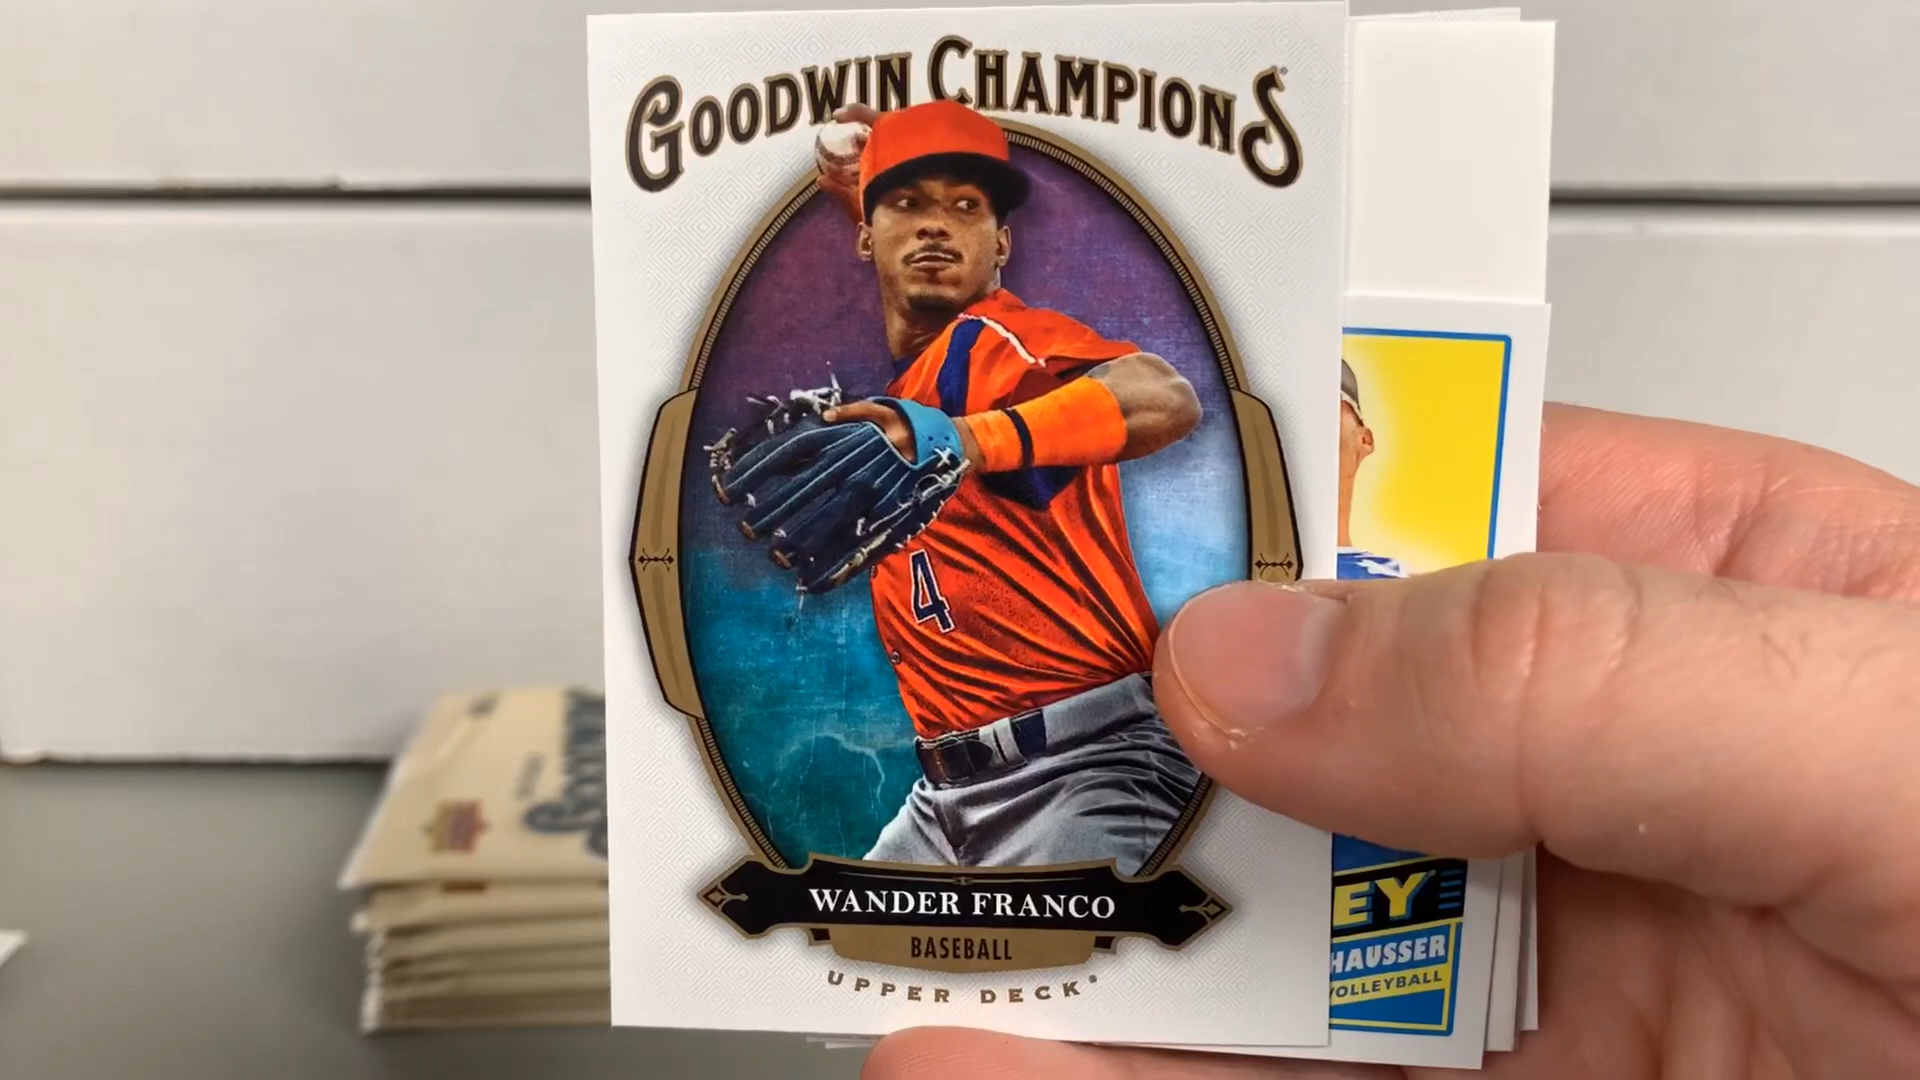 GOODWIN CHAMPIONS
4
WANDER FRANCO
BASEBALL
UPPER DECK
EY
HAUSSER
VOLLEYBALL